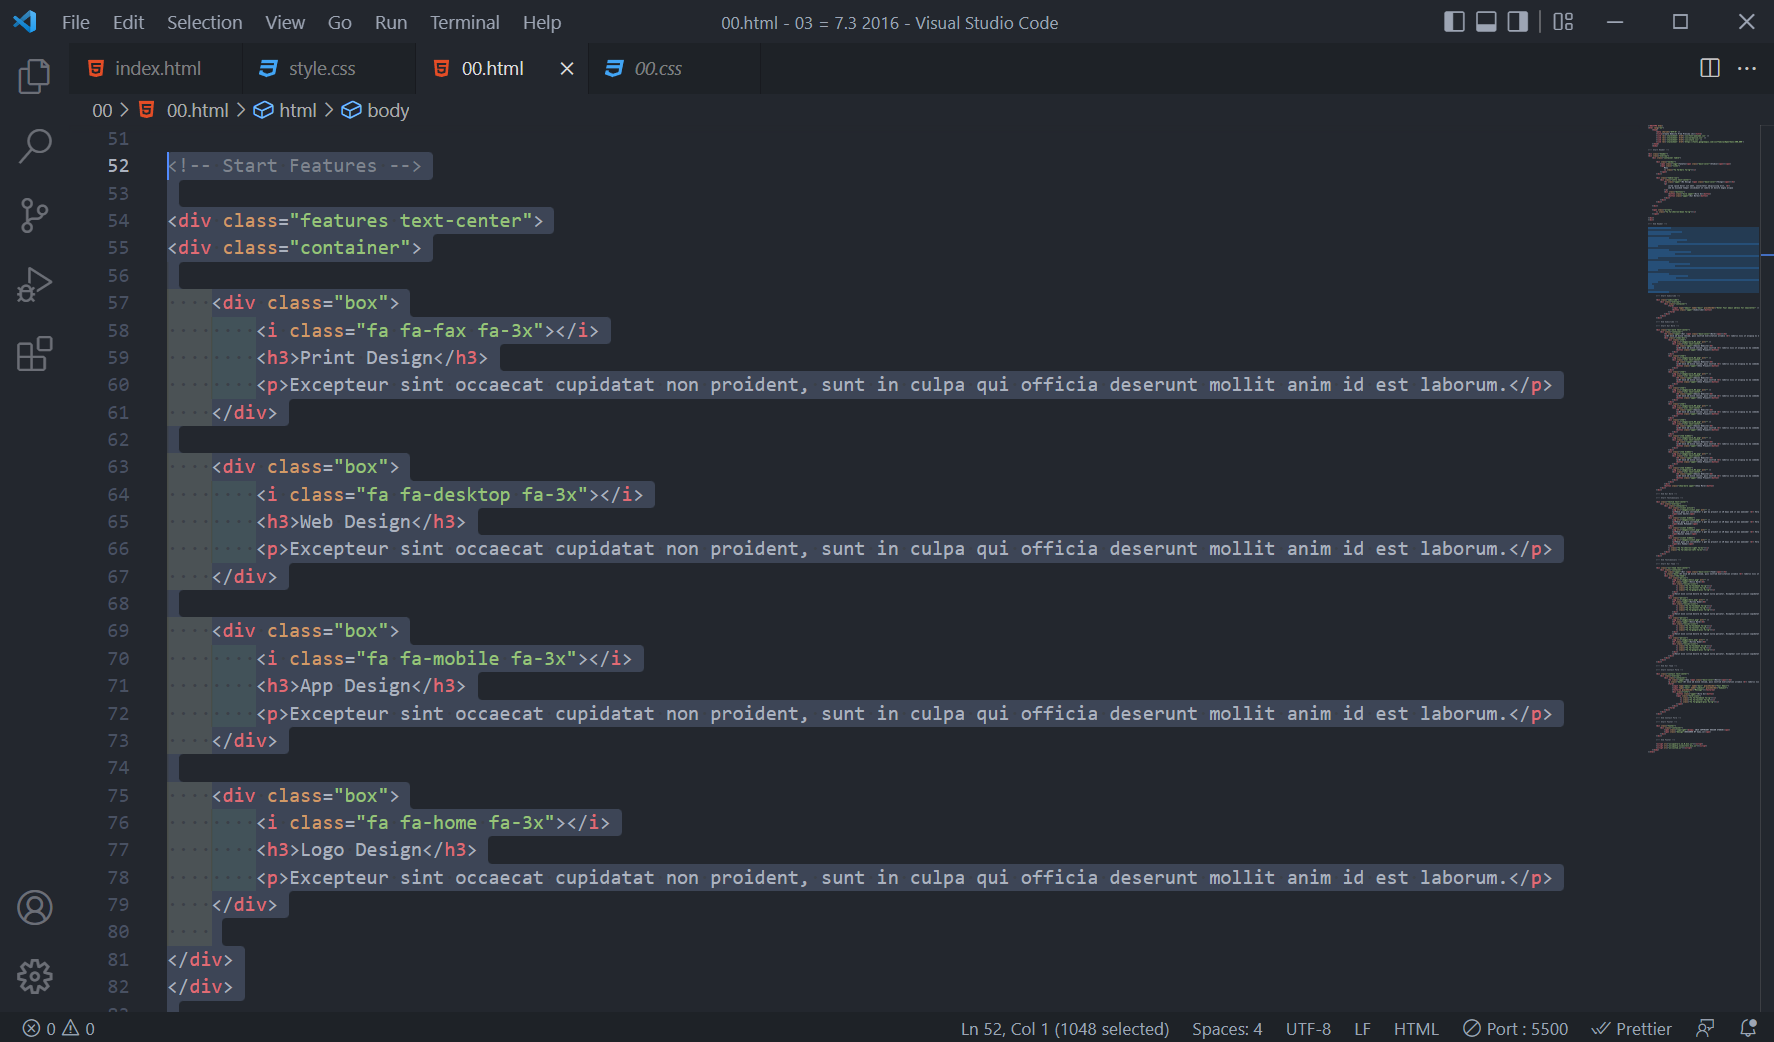 File Edit Selection View Go Run Terminal Help 00.html - 03 = 7.3 2016 - Visual Studio Code
index.html style.css 00.html 00.css
00 > 00.html > html > body
51
52 <!-- Start Features -->
53
54 <div class="features text-center">
55 <div class="container">
56
57 <div class="box">
58 <i class="fa fa-fax fa-3x"></i>
59 <h3>Print Design</h3>
60 <p>Excepteur sint occaecat cupidatat non proident, sunt in culpa qui officia deserunt mollit anim id est laborum.</p>
61 </div>
62
63 <div class="box">
64 <i class="fa fa-desktop fa-3x"></i>
65 <h3>Web Design</h3>
66 <p>Excepteur sint occaecat cupidatat non proident, sunt in culpa qui officia deserunt mollit anim id est laborum.</p>
67 </div>
68
69 <div class="box">
70 <i class="fa fa-mobile fa-3x"></i>
71 <h3>App Design</h3>
72 <p>Excepteur sint occaecat cupidatat non proident, sunt in culpa qui officia deserunt mollit anim id est laborum.</p>
73 </div>
74
75 <div class="box">
76 <i class="fa fa-home fa-3x"></i>
77 <h3>Logo Design</h3>
78 <p>Excepteur sint occaecat cupidatat non proident, sunt in culpa qui officia deserunt mollit anim id est laborum.</p>
79 </div>
80
81 </div>
82 </div>
0 0 Ln 52, Col 1 (1048 selected) Spaces: 4 UTF-8 LF HTML Port : 5500 Prettier